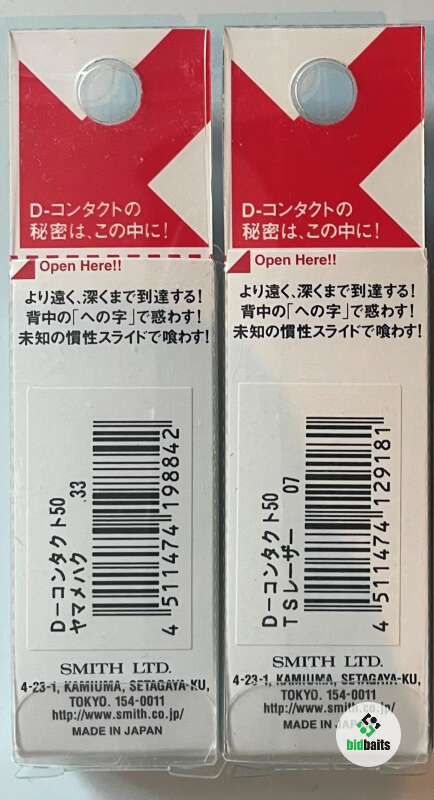 D-コンタクトの
秘密は、この中に!
Open Here!!
より遠く、深くまで到達する!
背中の「への字」で惑わす!
未知の慣性スライドで喰わす!
D-コンタクト50
ヤマメハク .33
4 511474 198842
SMITH LTD.
4-23-1, KAMIUMA, SETAGAYA-KU,
TOKYO. 154-0011
http://www.smith.co.jp/
MADE IN JAPAN
D-コンタクトの
秘密は、この中に!
Open Here!!
より遠く、深くまで到達する!
背中の「への字」で惑わす!
未知の慣性スライドで喰わす!
D-コンタクト50
TSレーザー 07
4 511474 129181
SMITH LTD.
4-23-1, KAMIUMA, SETAGAYA-KU,
TOKYO. 154-0011
http://www.smith.co.jp/
MADE IN JAPAN
bidbaits